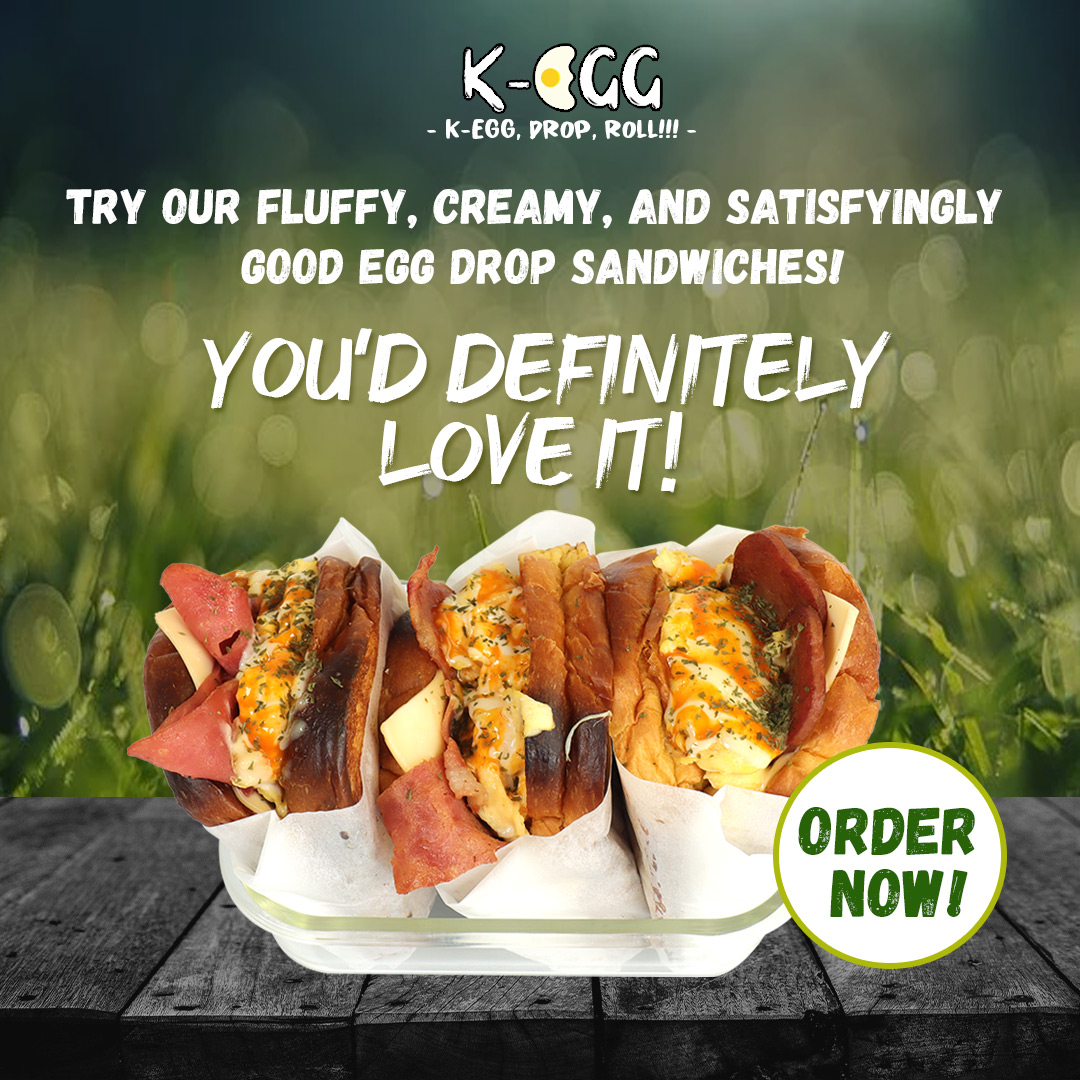 K-EGG
- K-EGG, DROP, ROLL!!! -
TRY OUR FLUFFY, CREAMY, AND SATISFYINGLY
GOOD EGG DROP SANDWICHES!
YOU'D DEFINITELY
LOVE IT!
ORDER
NOW!